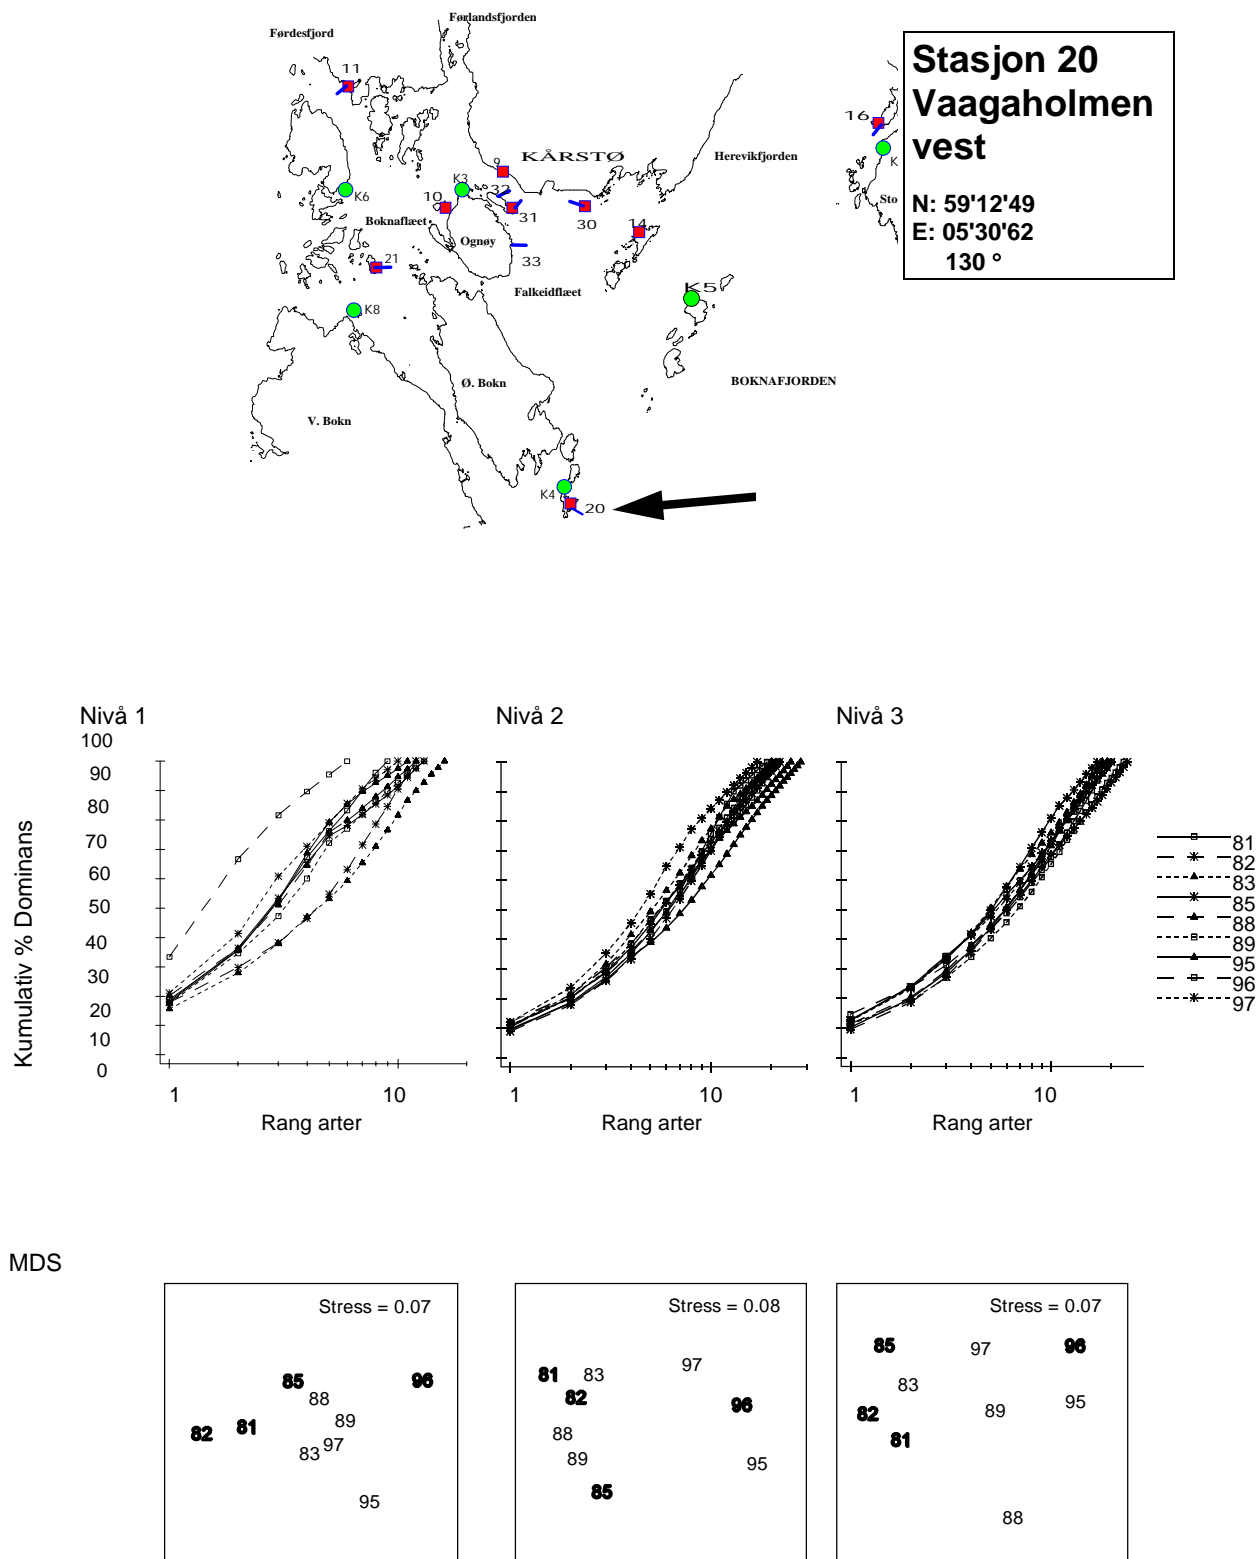 Førlandsfjorden
Førdesfjord
11
Stasjon 20
Vaagaholmen
vest
N: 59'12'49
E: 05'30'62
130 °
16
K
Sto
9
KÅRSTØ
Herevikfjorden
K3
32
K6
10
31
30
14
Boknaflæet
Ognøy
33
21
Falkeidflæet
K5
K8
Ø. Bokn
BOKNAFJORDEN
V. Bokn
K4
20
Nivå 1
Nivå 2
Nivå 3
Kumulativ % Dominans
100
90
80
70
60
50
40
30
20
10
0
1 10
1 10
1 10
Rang arter
Rang arter
Rang arter
81
82
83
85
88
89
95
96
97
MDS
Stress = 0.07
85
88
96
89
82
81
97
83
95
Stress = 0.08
97
81
83
82
96
88
89
95
85
Stress = 0.07
85
97
96
83
95
82
89
81
88